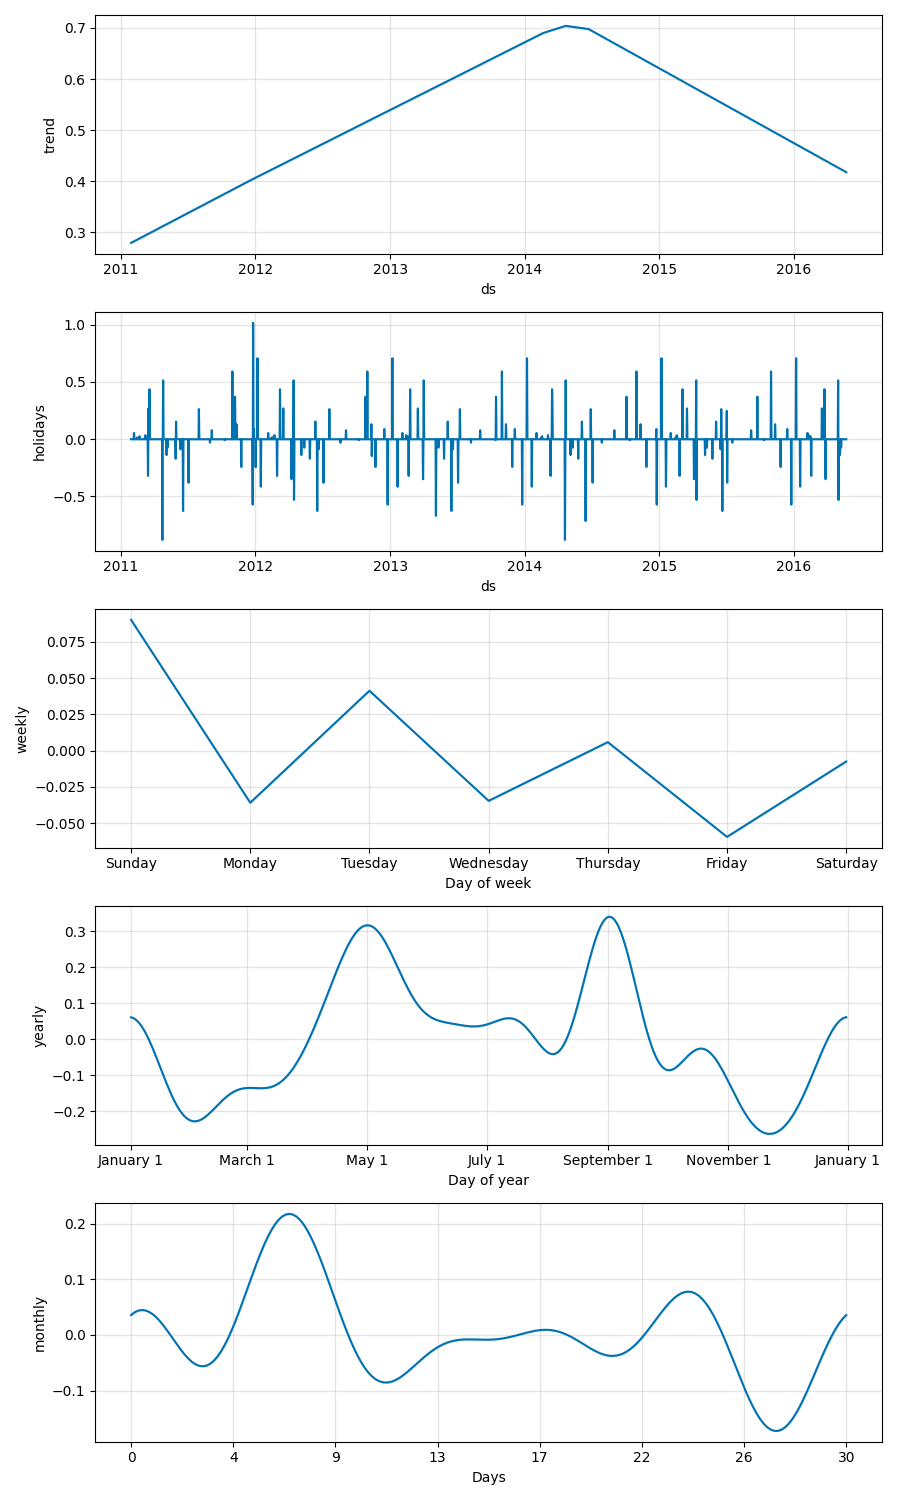 0.7
0.6
0.5
0.4
0.3
trend
2011 2012 2013 2014 2015 2016
ds
1.0
0.5
0.0
−0.5
holidays
2011 2012 2013 2014 2015 2016
ds
0.075
0.050
0.025
0.000
−0.025
−0.050
weekly
Sunday Monday Tuesday Wednesday Thursday Friday Saturday
Day of week
0.3
0.2
0.1
0.0
−0.1
−0.2
yearly
January 1 March 1 May 1 July 1 September 1 November 1 January 1
Day of year
0.2
0.1
0.0
−0.1
monthly
0 4 9 13 17 22 26 30
Days